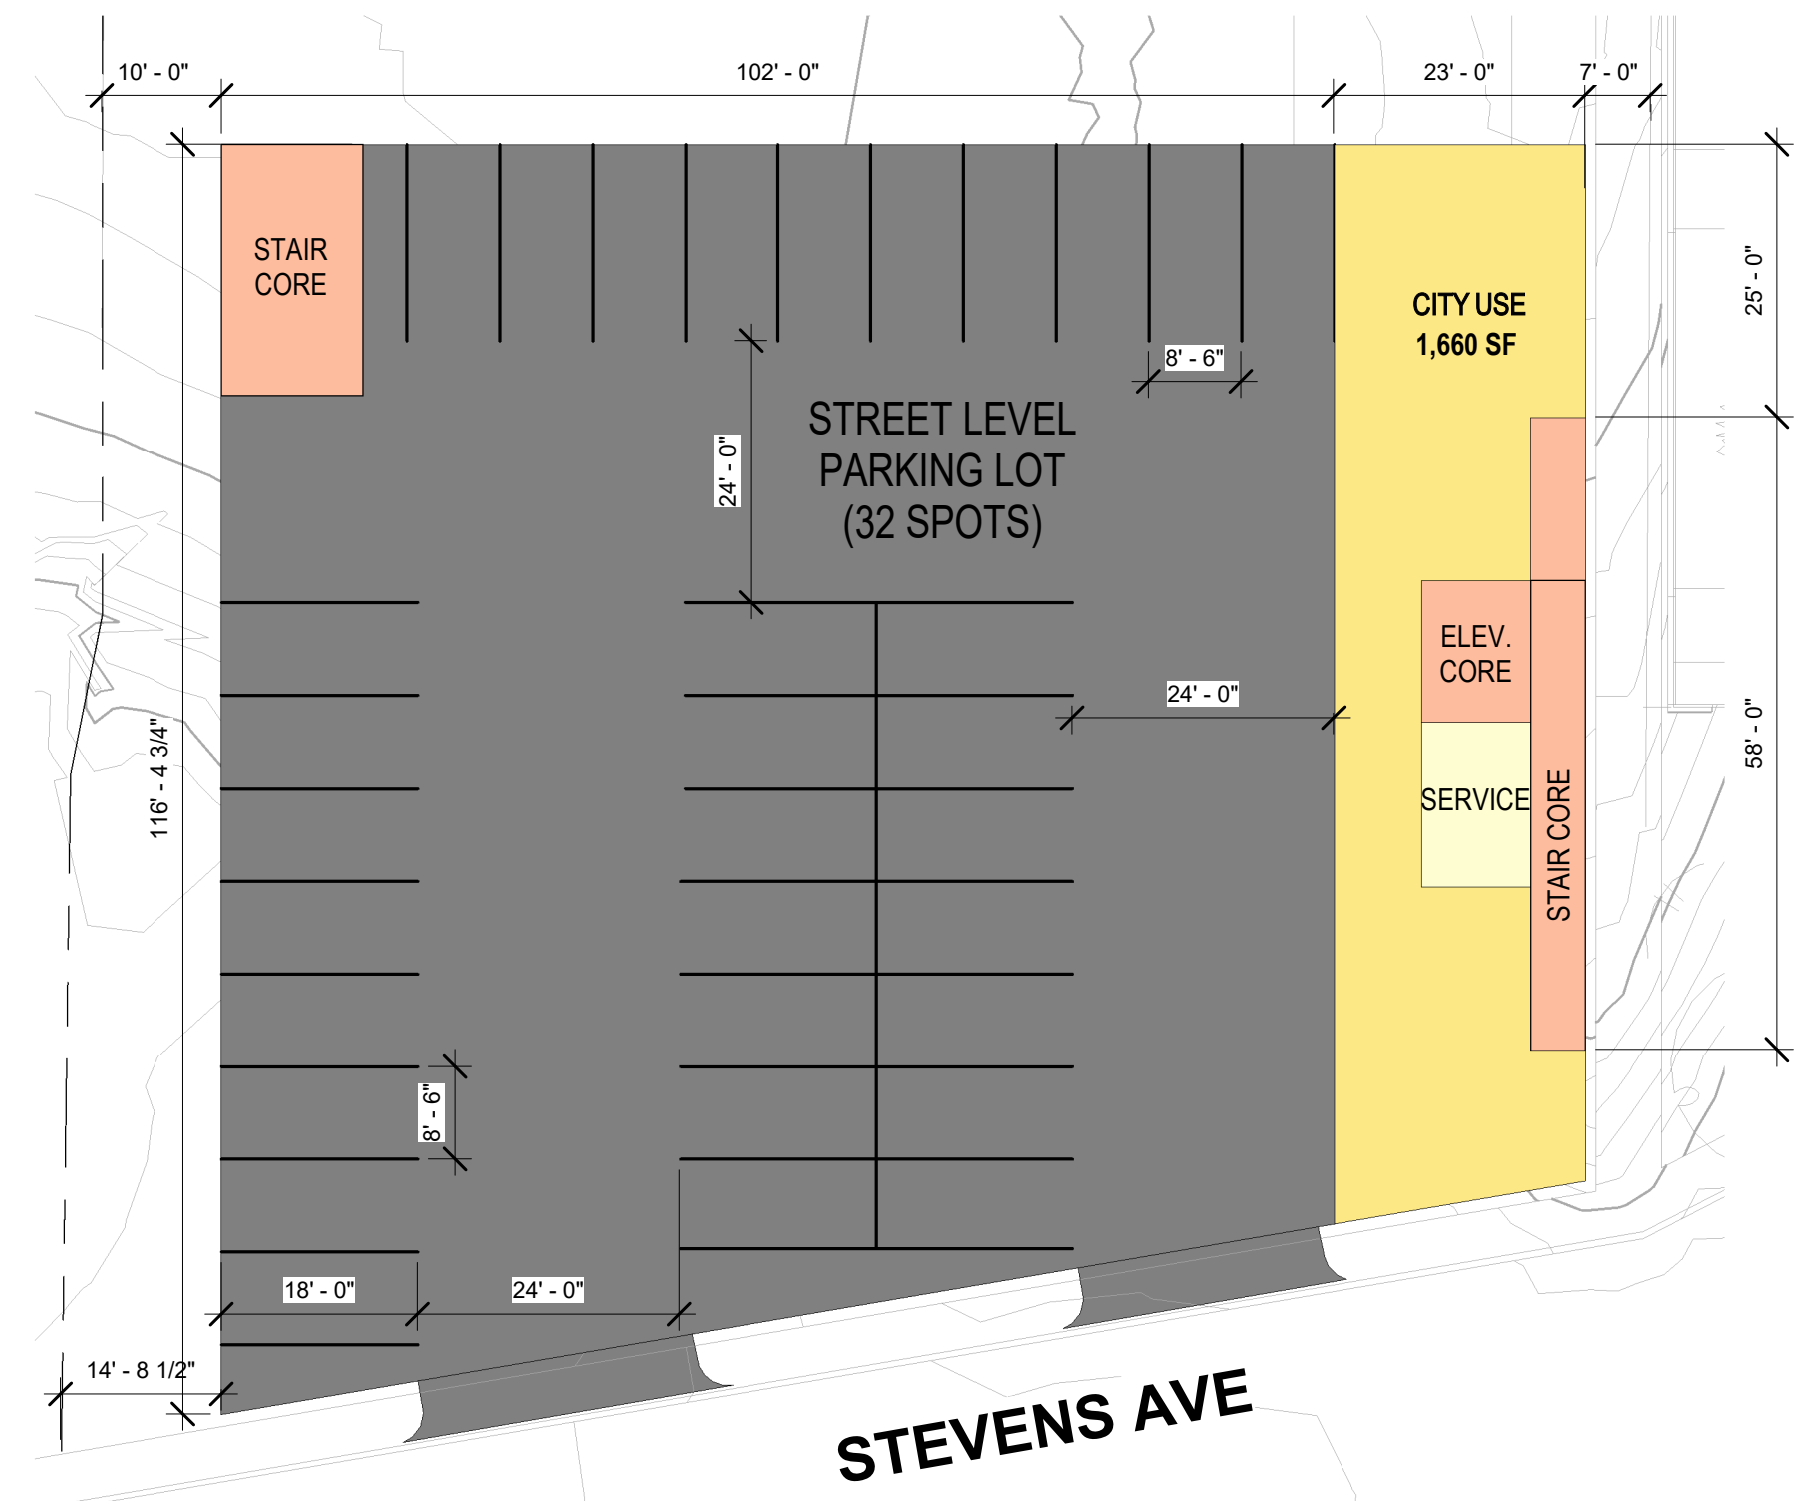 10' - 0"
102' - 0"
23' - 0"
7' - 0"
STAIR
CORE
CITY USE
1,660 SF
25' - 0"
8' - 6"
STREET LEVEL
PARKING LOT
(32 SPOTS)
24' - 0"
ELEV.
CORE
24' - 0"
116' - 4 3/4"
58' - 0"
SERVICE
STAIR CORE
8' - 6"
18' - 0"
24' - 0"
14' - 8 1/2"
STEVENS AVE